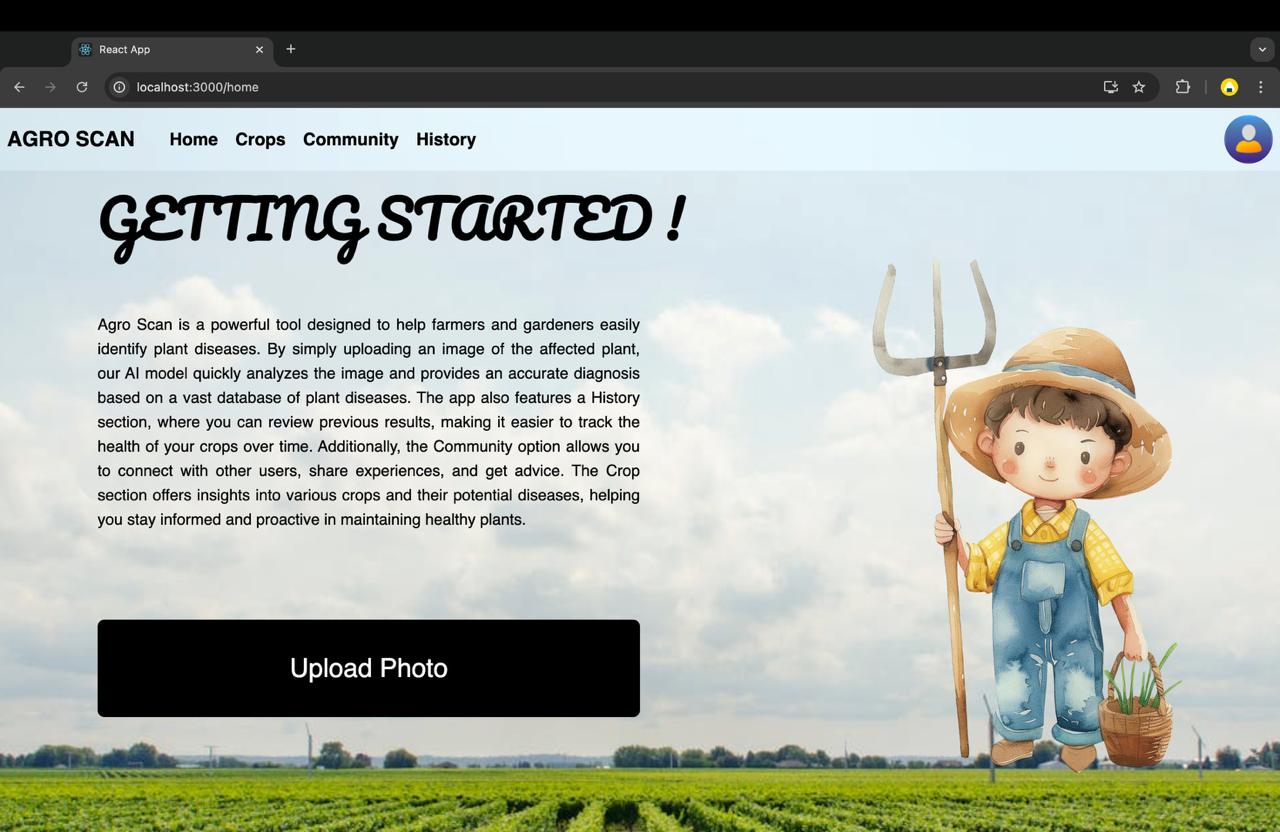 React App
localhost:3000/home
AGRO SCAN Home Crops Community History
GETTING STARTED !
Agro Scan is a powerful tool designed to help farmers and gardeners easily
identify plant diseases. By simply uploading an image of the affected plant,
our AI model quickly analyzes the image and provides an accurate diagnosis
based on a vast database of plant diseases. The app also features a History
section, where you can review previous results, making it easier to track the
health of your crops over time. Additionally, the Community option allows you
to connect with other users, share experiences, and get advice. The Crop
section offers insights into various crops and their potential diseases, helping
you stay informed and proactive in maintaining healthy plants.
Upload Photo